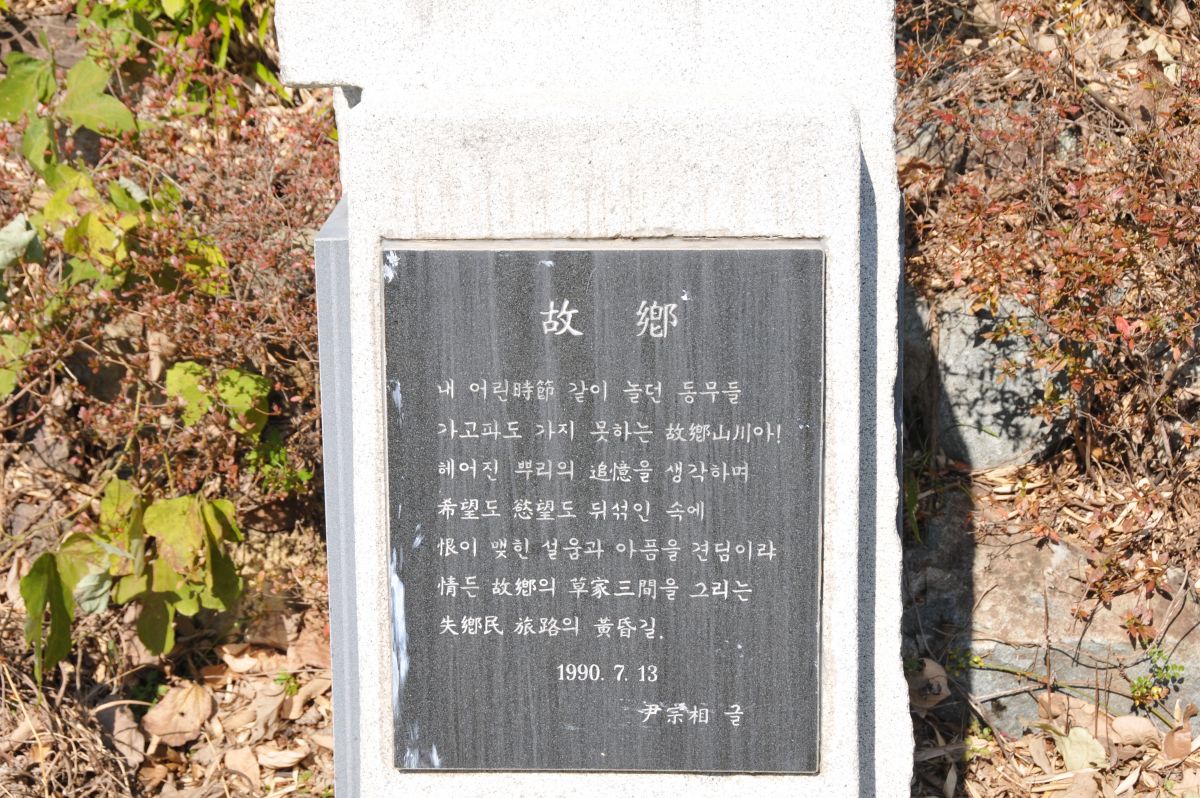 故 鄕
내 어린時節 같이 놀던 동무들
가고파도 가지 못하는 故鄕山川아!
헤어진 뿌리의 追憶을 생각하며
希望도 慾望도 뒤섞인 속에
恨이 맺힌 설움과 아픔을 견딤이라
情든 故鄕의 草家三間을 그리는
失鄕民 旅路의 黃昏길.
1990. 7. 13
尹宗相 글